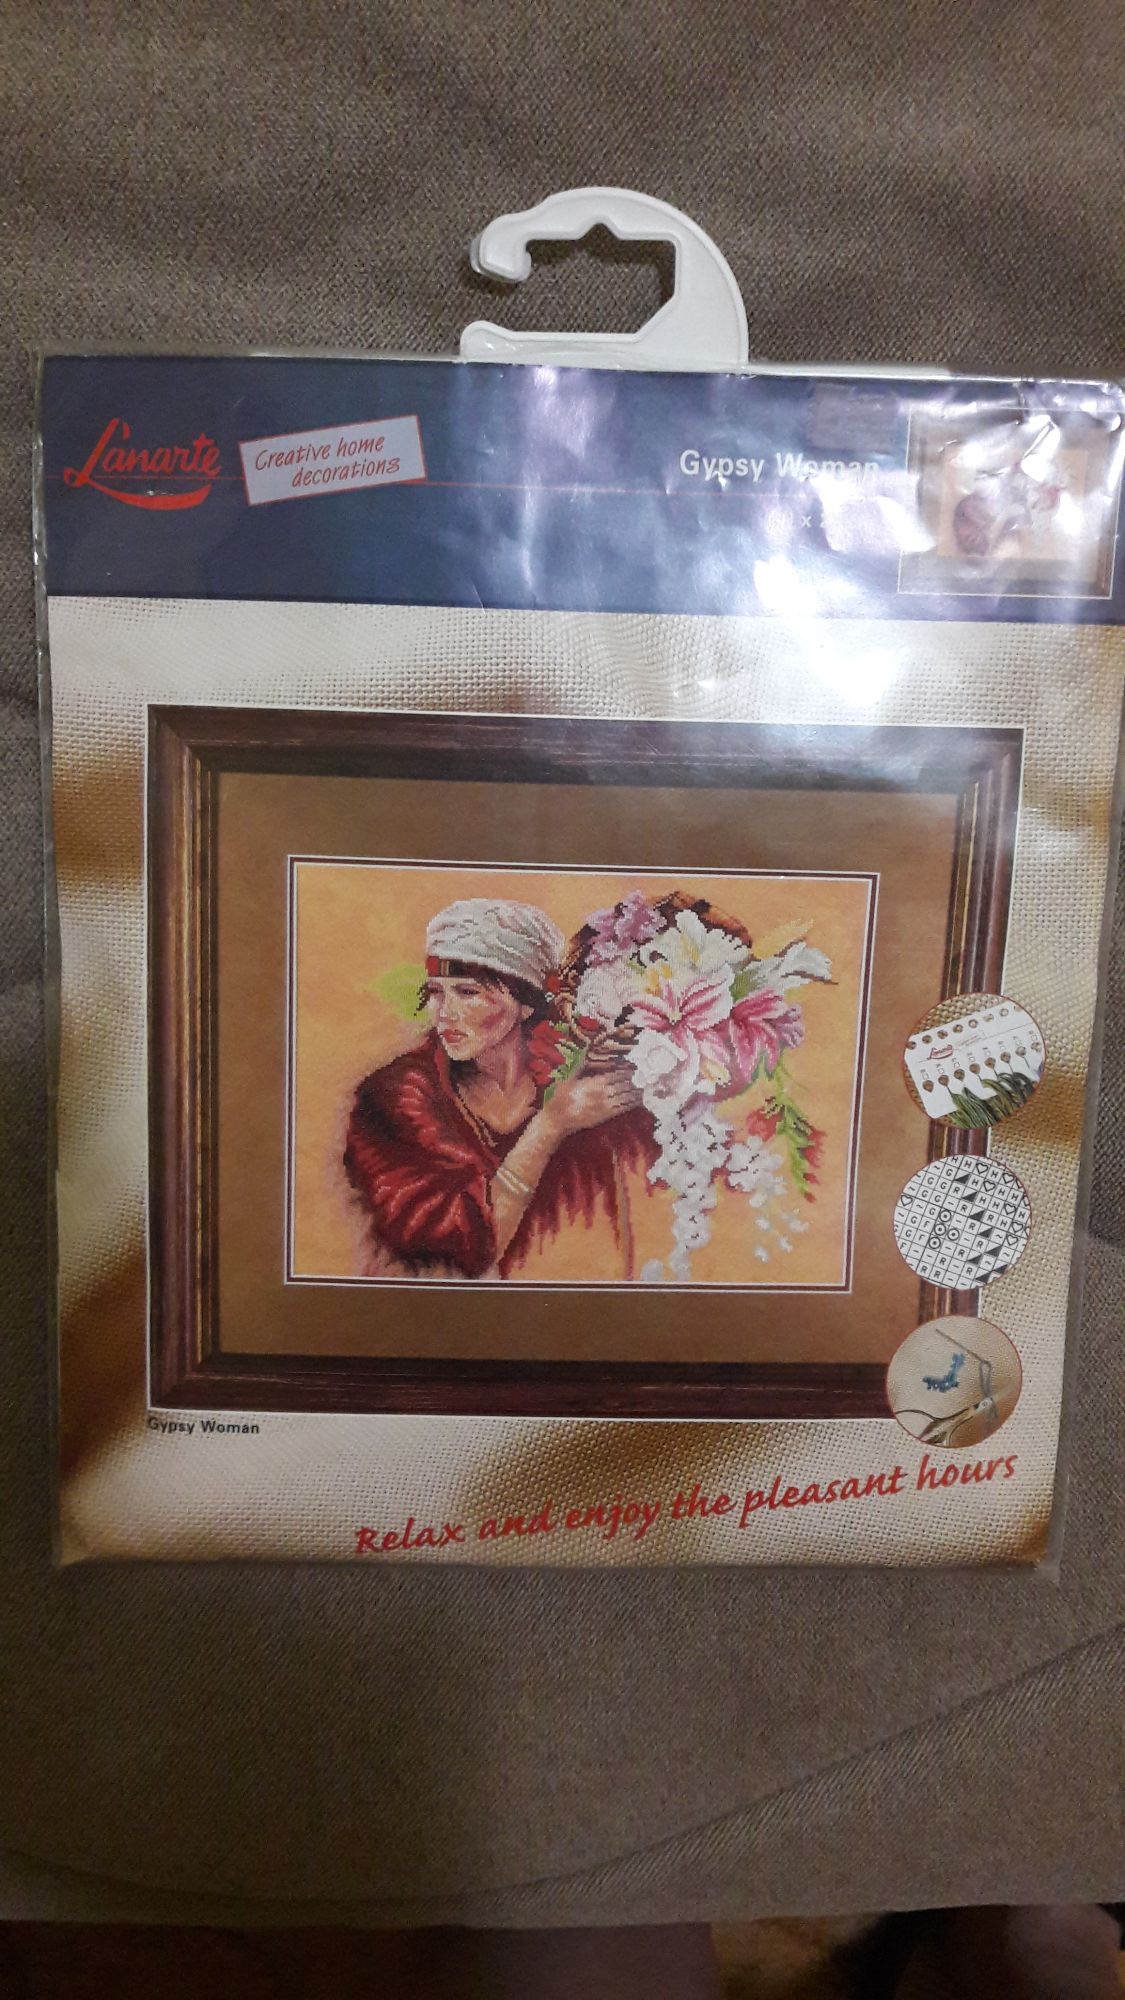 Lanarte
Creative home
decorations
Gypsy Woman
Gypsy Woman
Relax and enjoy the pleasant hours